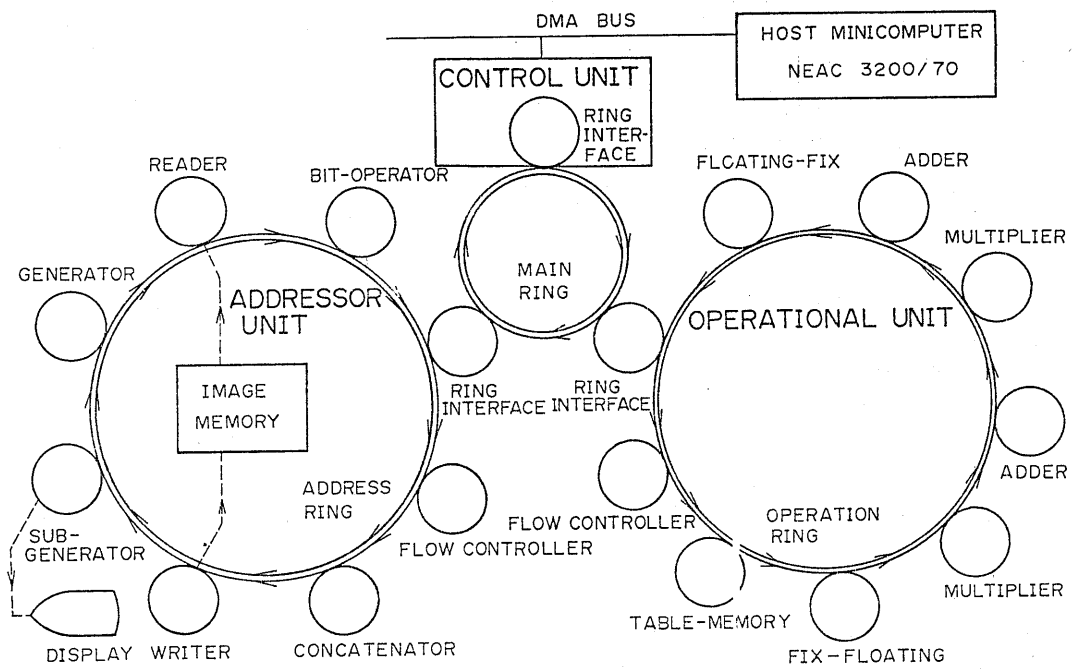 DMA BUS
HOST MINICOMPUTER
NEAC 3200/70
CONTROL UNIT
RING
INTER-
FACE
READER
BIT-OPERATOR
FLOATING-FIX
ADDER
MULTIPLIER
GENERATOR
ADDRESSOR
UNIT
MAIN
RING
OPERATIONAL UNIT
IMAGE
MEMORY
RING
INTERFACE
RING
INTERFACE
ADDER
ADDRESS
RING
SUB-
GENERATOR
FLOW CONTROLLER
FLOW CONTROLLER
OPERATION
RING
MULTIPLIER
TABLE-MEMORY
DISPLAY
WRITER
CONCATENATOR
FIX-FLOATING